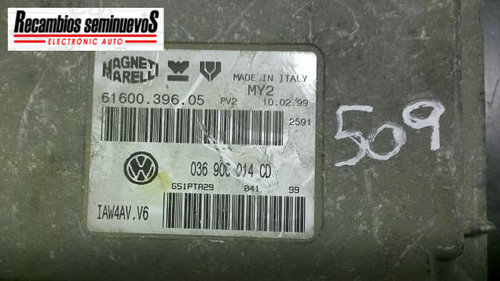 Recambios seminuevos
ELECTRONIC AUTO
MAGNETI
MARELLI
MADE IN ITALY
MY2
61600.396.05 PV2 10.02.99
2591
509
036 906 014 CD
GS1PTA29 041 99
IAW4AV.V6